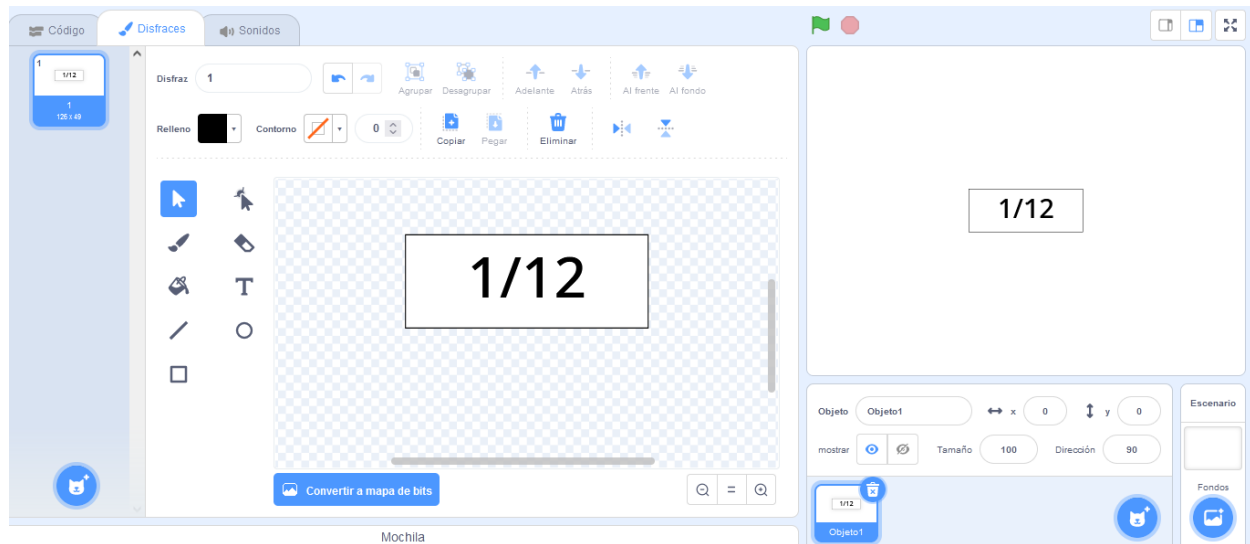 Código
Disfraces
Sonidos
1
1/12
1
126 x 49
Disfraz
1
Agrupar
Desagrupar
Adelante
Atrás
Al frente
Al fondo
Relleno
Contorno
0
Copiar
Pegar
Eliminar
T
1/12
Convertir a mapa de bits
=
Mochila
1/12
Objeto
Objeto1
x
0
y
0
mostrar
Tamaño
100
Dirección
90
1/12
Objeto1
Escenario
Fondos